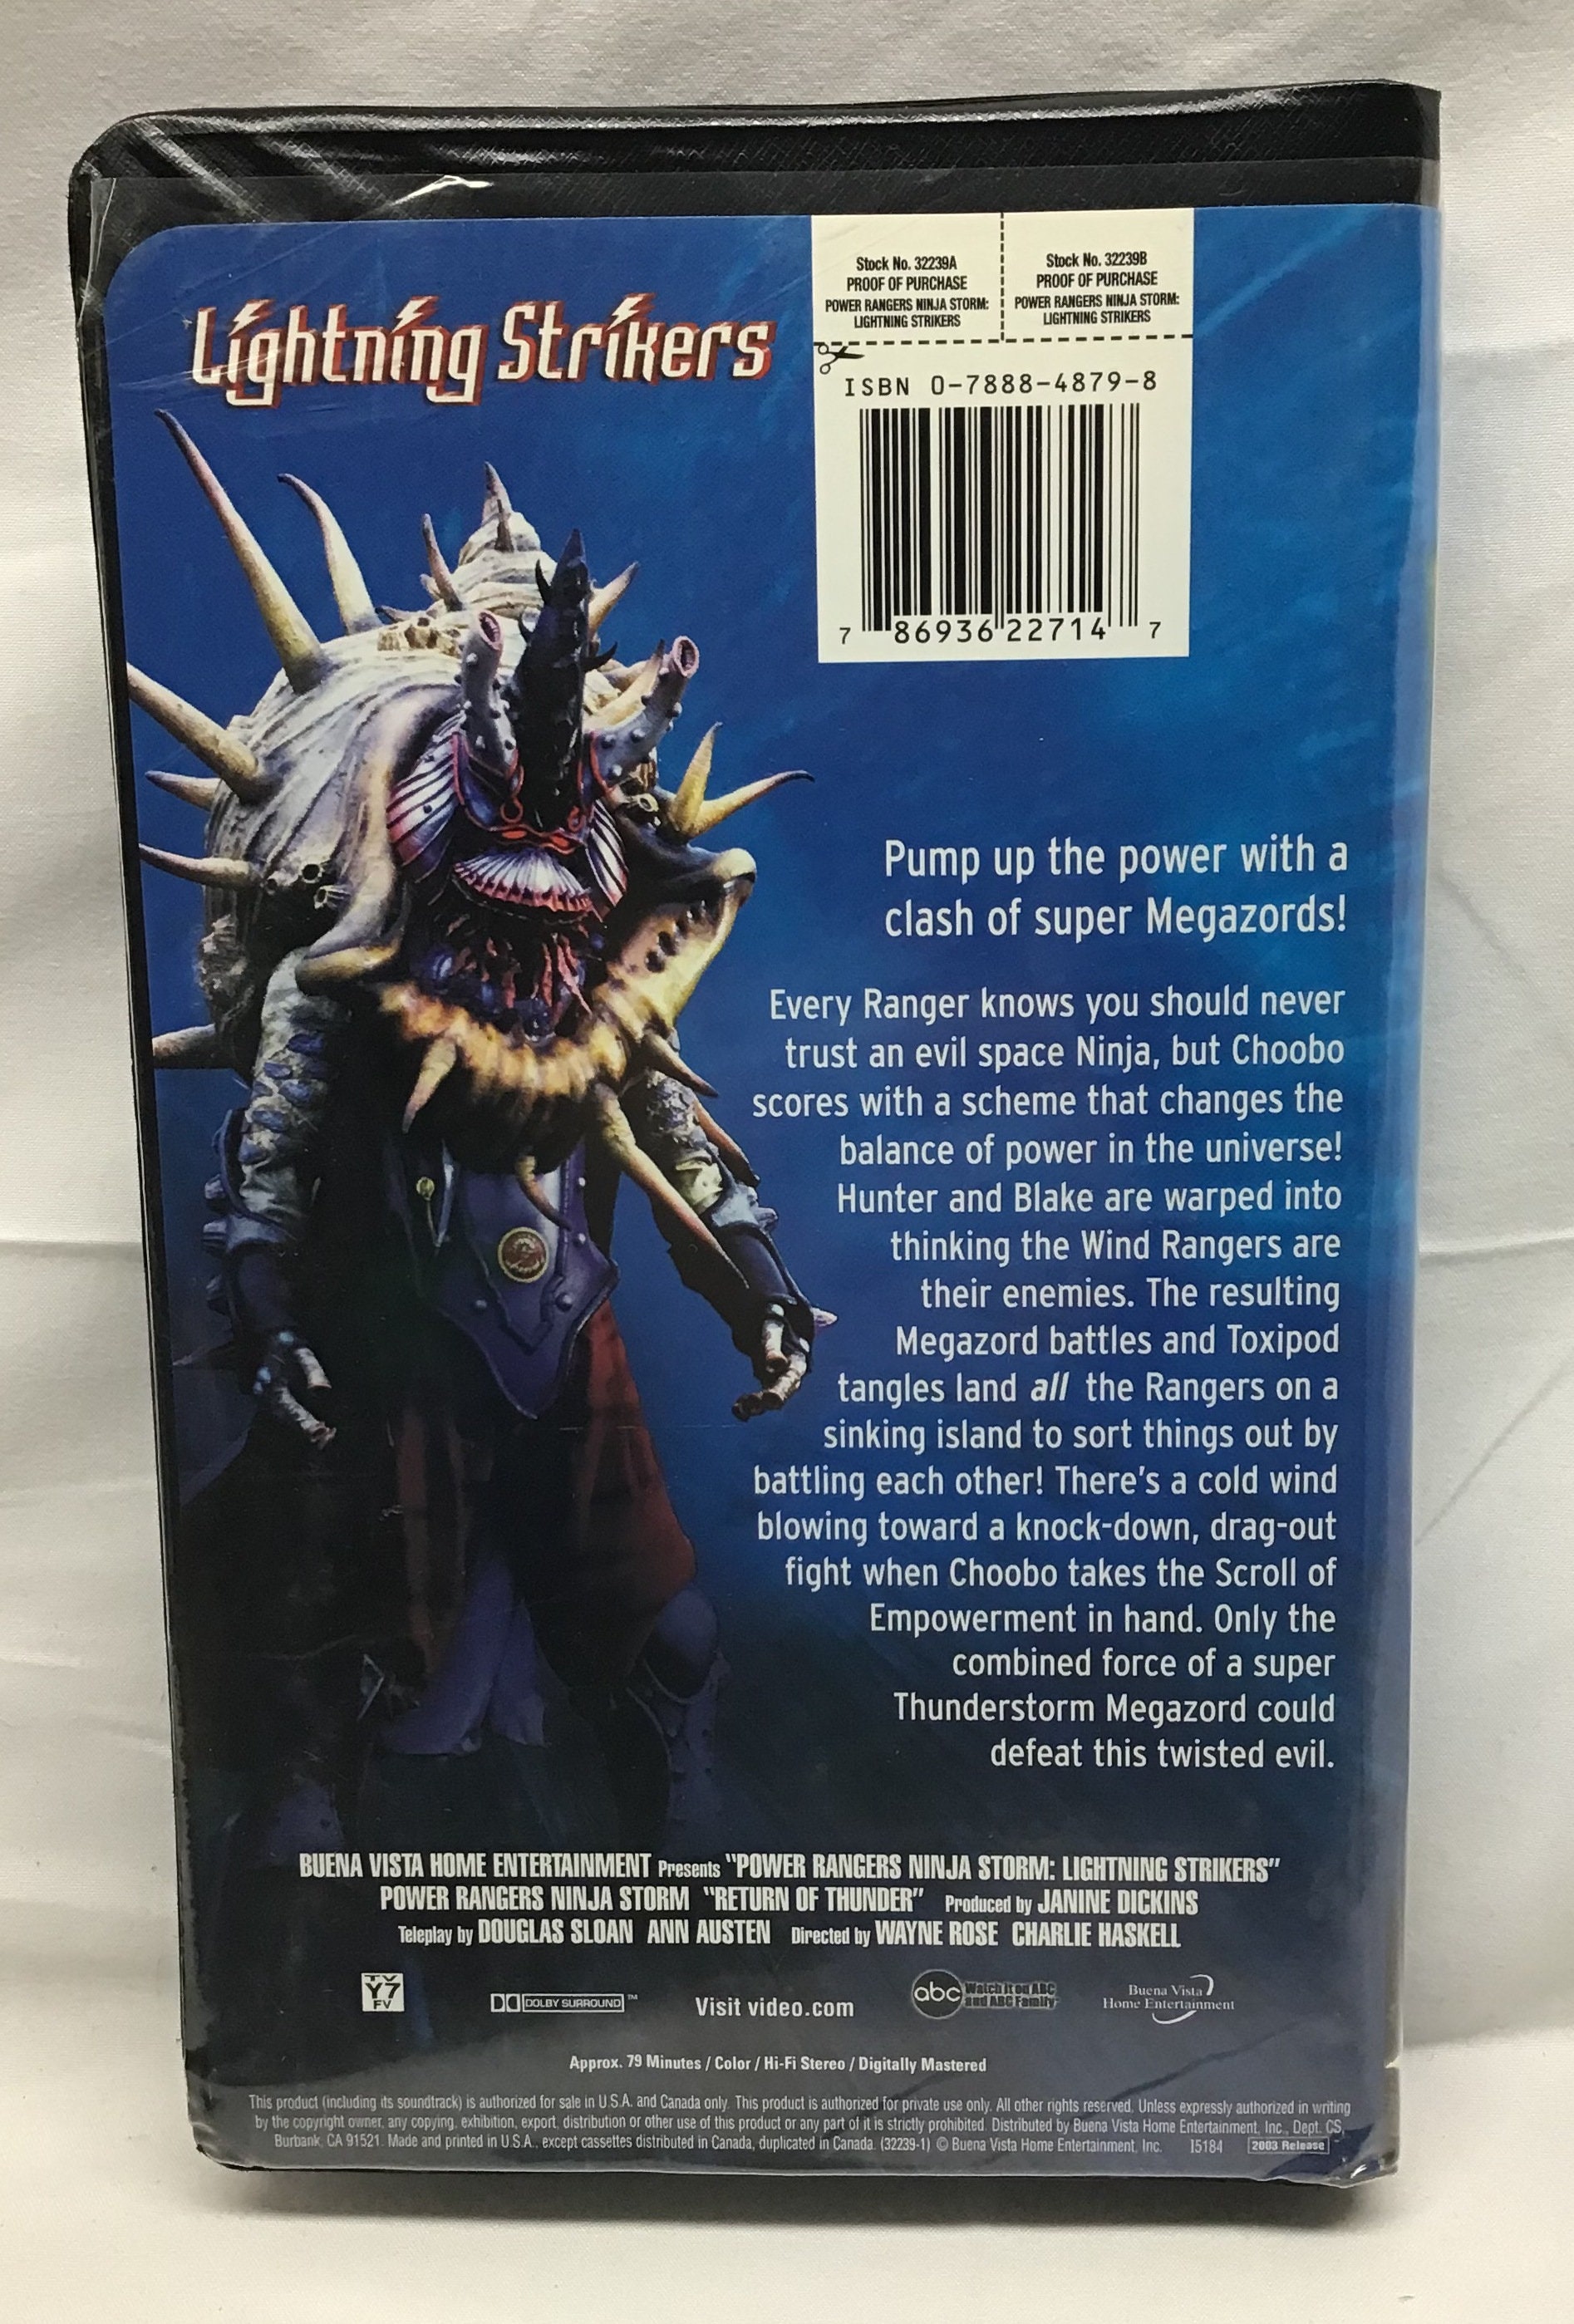 Lightning Strikers
Stock No. 32239A
PROOF OF PURCHASE
POWER RANGERS NINJA STORM:
LIGHTNING STRIKERS
Stock No. 32239B
PROOF OF PURCHASE
POWER RANGERS NINJA STORM:
LIGHTNING STRIKERS
ISBN 0-7888-4879-8
7 86936 22714 7
Pump up the power with a
clash of super Megazords!
Every Ranger knows you should never
trust an evil space Ninja, but Choobo
scores with a scheme that changes the
balance of power in the universe!
Hunter and Blake are warped into
thinking the Wind Rangers are
their enemies. The resulting
Megazord battles and Toxipod
tangles land all the Rangers on a
sinking island to sort things out by
battling each other! There's a cold wind
blowing toward a knock-down, drag-out
fight when Choobo takes the Scroll of
Empowerment in hand. Only the
combined force of a super
Thunderstorm Megazord could
defeat this twisted evil.
BUENA VISTA HOME ENTERTAINMENT Presents "POWER RANGERS NINJA STORM: LIGHTNING STRIKERS"
POWER RANGERS NINJA STORM "RETURN OF THUNDER" Produced by JANINE DICKINS
Teleplay by DOUGLAS SLOAN ANN AUSTEN Directed by WAYNE ROSE CHARLIE HASKELL
TV
Y7
FV
DOLBY SURROUND ™
Visit video.com
abc
Watch it on ABC
and ABC Family
Buena Vista
Home Entertainment
Approx. 79 Minutes / Color / Hi-Fi Stereo / Digitally Mastered
This product (including its soundtrack) is authorized for sale in U.S.A. and Canada only. This product is authorized for private use only. All other rights reserved. Unless expressly authorized in writing
by the copyright owner, any copying, exhibition, export, distribution or other use of this product or any part of it is strictly prohibited. Distributed by Buena Vista Home Entertainment, Inc., Dept. CS,
Burbank, CA 91521. Made and printed in U.S.A., except cassettes distributed in Canada, duplicated in Canada. (32239-1) © Buena Vista Home Entertainment, Inc. 15184 2003 Release